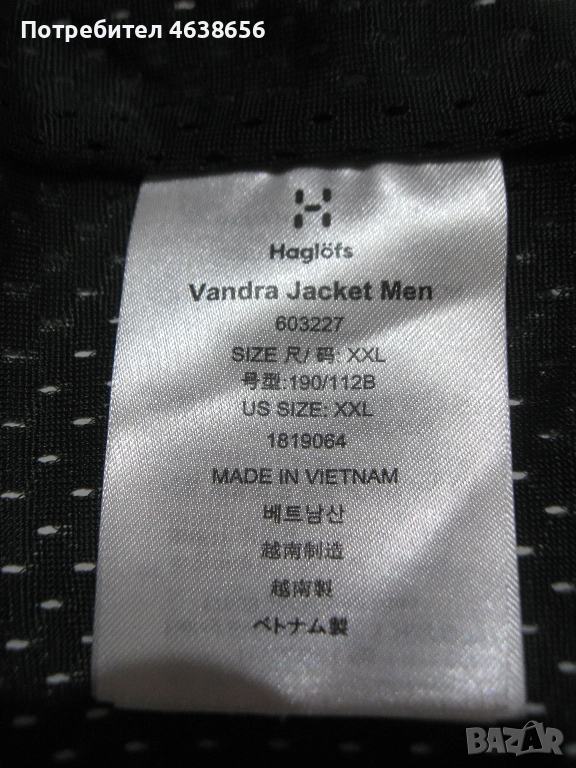 Потребител 4638656
Haglöfs
Vandra Jacket Men
603227
SIZE 尺/ 码: XXL
号型:190/112B
US SIZE: XXL
1819064
MADE IN VIETNAM
베트남산
越南制造
越南製
ベトナム製
BAZAR